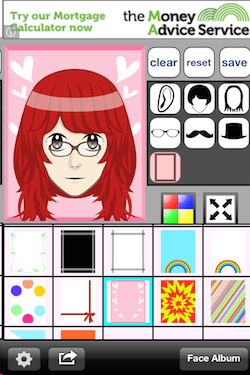 Try our Mortgage
Calculator now
the Money
Advice Service
clear
reset
save
Face Album